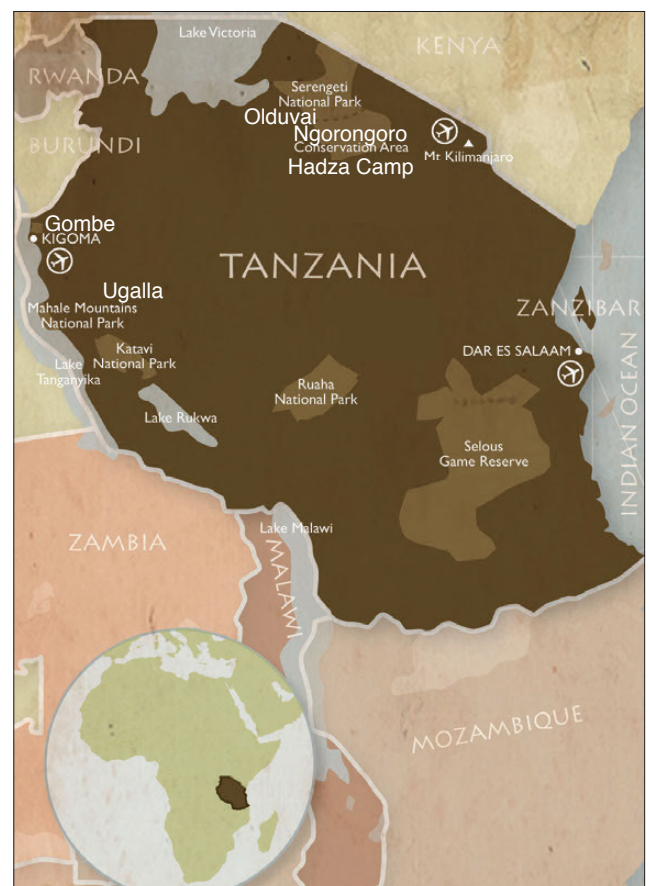 Lake Victoria
KENYA
RWANDA
Serengeti
National Park
Olduvai
Ngorongoro
Conservation Area
BURUNDI
Mt Kilimanjaro
Hadza Camp
Gombe
KIGOMA
TANZANIA
Ugalla
Mahale Mountains
National Park
ZANZIBAR
Katavi
National Park
DAR ES SALAAM
Lake
Tanganyika
Ruaha
National Park
Lake Rukwa
INDIAN OCEAN
Selous
Game Reserve
Lake Malawi
ZAMBIA
MALAWI
MOZAMBIQUE